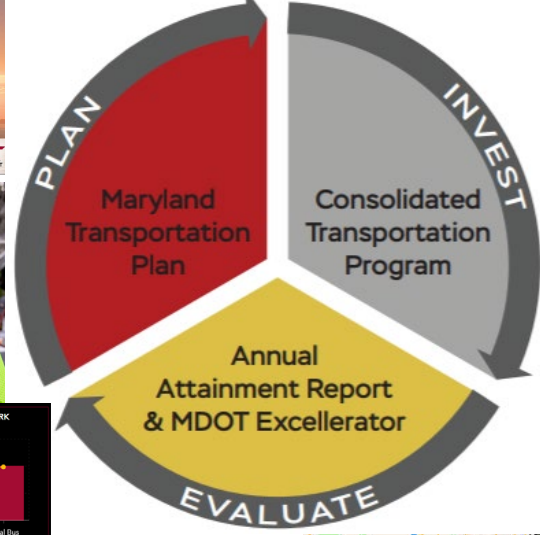 PLAN
INVEST
Maryland
Transportation
Plan
Consolidated
Transportation
Program
Annual
Attainment Report
& MDOT Excellerator
EVALUATE